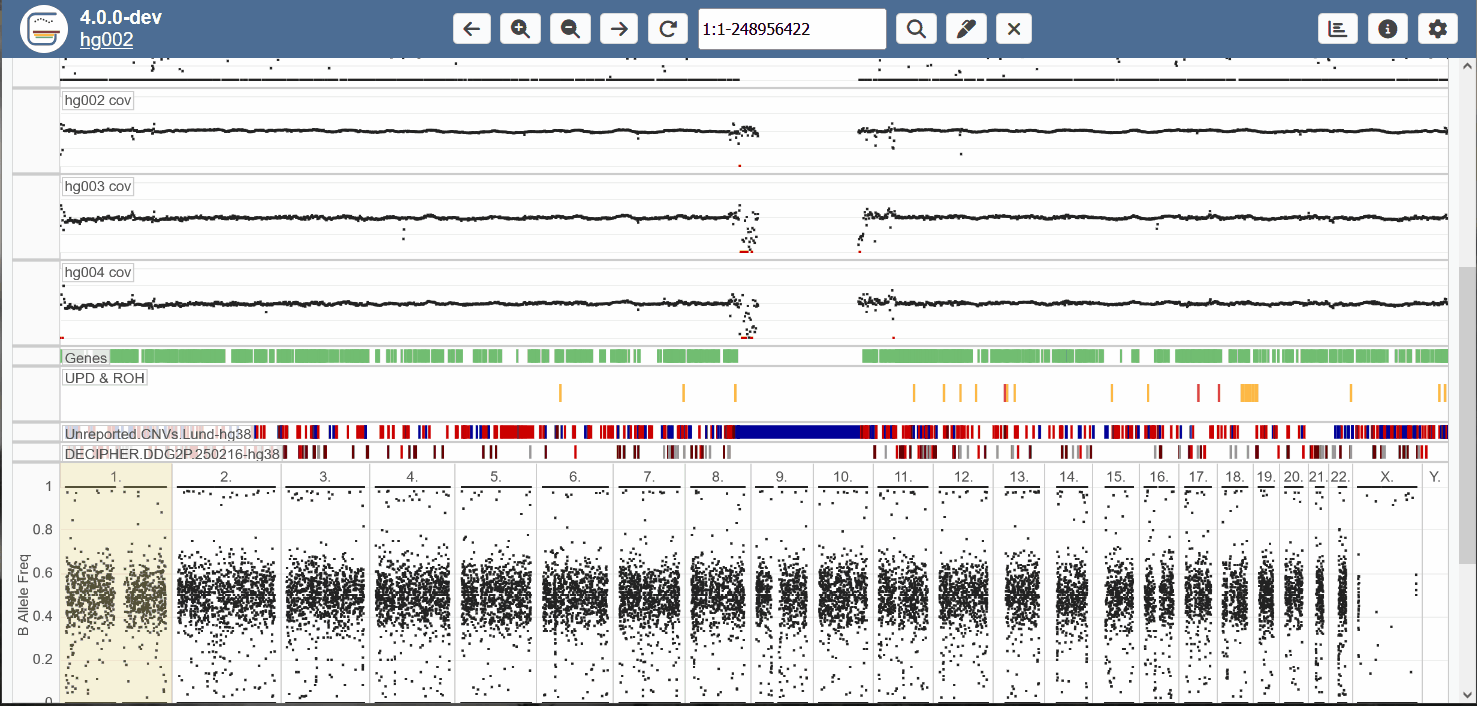 4.0.0-dev
hg002
1:1-248956422
hg002 cov
hg003 cov
hg004 cov
Genes
UPD & ROH
Unreported.CNVs.Lund-hg38
DECIPHER.DDG2P.250216-hg38
1. 2. 3. 4. 5. 6. 7. 8. 9. 10. 11. 12. 13. 14. 15. 16. 17. 18. 19. 20. 21. 22. X. Y.
1
0.8
0.6
0.4
0.2
0
B Allele Freq